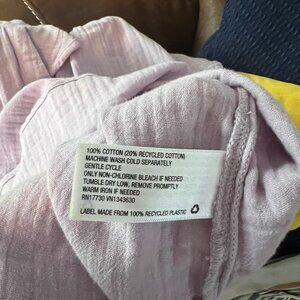 100% COTTON (20% RECYCLED COTTON)
MACHINE WASH COLD SEPARATELY
GENTLE CYCLE
ONLY NON-CHLORINE BLEACH IF NEEDED
TUMBLE DRY LOW, REMOVE PROMPTLY
WARM IRON IF NEEDED
RN17730 VN1343630
LABEL MADE FROM 100% RECYCLED PLASTIC